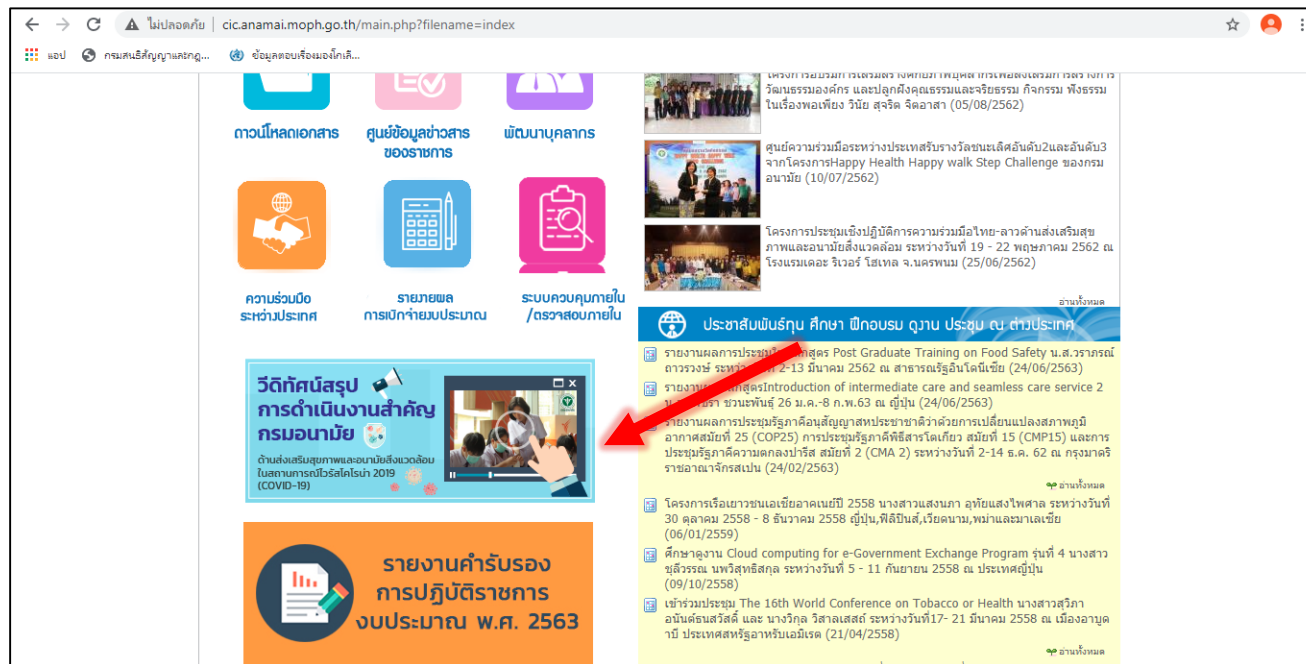 ไม่ปลอดภัย | cic.anamai.moph.go.th/main.php?filename=index
แอป
กรมสนธิสัญญาและกฎ...
ข้อมูลตอบเรื่องมองโกเลี...
ดาวน์โหลดเอกสาร
ศูนย์ข้อมูลข่าวสาร
ของราชการ
พัฒนาบุคลากร
ความร่วมมือ
ระหว่างประเทศ
รายงายผล
การเบิกจ่ายงบประมาณ
ระบบควบคุมภายใน
/ตรวจสอบภายใน
วีดิทัศน์สรุป
การดำเนินงานสำคัญ
กรมอนามัย
ด้านส่งเสริมสุขภาพและอนามัยสิ่งแวดล้อม
ในสถานการณ์ไวรัสโคโรน่า 2019
(COVID-19)
รายงานคำรับรอง
การปฏิบัติราชการ
งบประมาณ พ.ศ. 2563
โครงการอบรมการเสริมสร้างศักยภาพบุคลากรเพื่อส่งเสริมการสร้างการ
วัฒนธรรมองค์กร และปลูกฝังคุณธรรมและจริยธรรม กิจกรรม ฟังธรรม
ในเรื่องพอเพียง วินัย สุจริต จิตอาสา (05/08/2562)
ศูนย์ความร่วมมือระหว่างประเทศรับรางวัลชนะเลิศอันดับ2และอันดับ3
จากโครงการHappy Health Happy walk Step Challenge ของกรม
อนามัย (10/07/2562)
โครงการประชุมเชิงปฏิบัติการความร่วมมือไทย-ลาวด้านส่งเสริมสุข
ภาพและอนามัยสิ่งแวดล้อม ระหว่างวันที่ 19 - 22 พฤษภาคม 2562 ณ
โรงแรมเดอะ ริเวอร์ โฮเทล จ.นครพนม (25/06/2562)
อ่านทั้งหมด
ประชาสัมพันธ์ทุน ศึกษา ฝึกอบรม ดูงาน ประชุม ณ ต่างประเทศ
รายงานผลการประชุม สูตร Post Graduate Training on Food Safety น.ส.วราภรณ์
ถาวรวงษ์ ระหว่าง 2-13 มีนาคม 2562 ณ สาธารณรัฐอินโดนีเซีย (24/06/2563)
รายงาน สูตรIntroduction of intermediate care and seamless care service 2
ชวนะพันธุ์ 26 ม.ค.-8 ก.พ.63 ณ ญี่ปุ่น (24/06/2563)
รายงานผลการประชุมรัฐภาคีอนุสัญญาสหประชาชาติว่าด้วยการเปลี่ยนแปลงสภาพภูมิ
อากาศสมัยที่ 25 (COP25) การประชุมรัฐภาคีพิธีสารโตเกียว สมัยที่ 15 (CMP15) และการ
ประชุมรัฐภาคีความตกลงปารีส สมัยที่ 2 (CMA 2) ระหว่างวันที่ 2-14 ธ.ค. 62 ณ กรุงมาดริ
ราชอาณาจักรสเปน (24/02/2563)
อ่านทั้งหมด
โครงการเรือเยาวชนเอเชียอาคเนย์ปี 2558 นางสาวแสงนภา อุทัยแสงไพศาล ระหว่างวันที่
30 ตุลาคม 2558 - 8 ธันวาคม 2558 ญี่ปุ่น,ฟิลิปินส์,เวียดนาม,พม่าและมาเลเซีย
(06/01/2559)
ศึกษาดูงาน Cloud computing for e-Government Exchange Program รุ่นที่ 4 นางสาว
ชุลีวรรณ นพวิสุทธิสกุล ระหว่างวันที่ 5 - 11 กันยายน 2558 ณ ประเทศญี่ปุ่น
(09/10/2558)
เข้าร่วมประชุม The 16th World Conference on Tobacco or Health นางสาวสุวิภา
อนันต์ธนสวัสดิ์ และ นางวิกุล วิสาลเสสถ์ ระหว่างวันที่17- 21 มีนาคม 2558 ณ เมืองอาบูด
าบี ประเทศสหรัฐอาหรับเอมิเรต (21/04/2558)
อ่านทั้งหมด